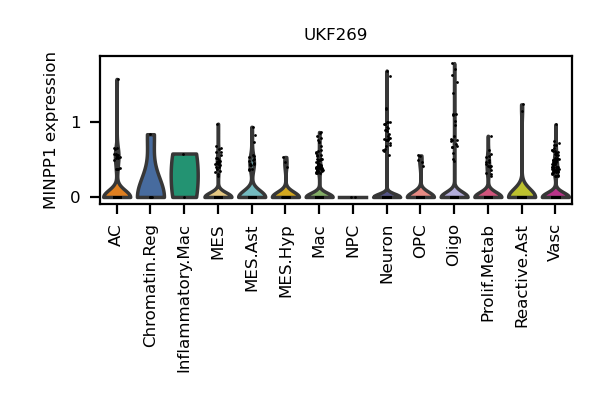 UKF269
MINPP1 expression
1
0
AC
Chromatin.Reg
Inflammatory.Mac
MES
MES.Ast
MES.Hyp
Mac
NPC
Neuron
OPC
Oligo
Prolif.Metab
Reactive.Ast
Vasc